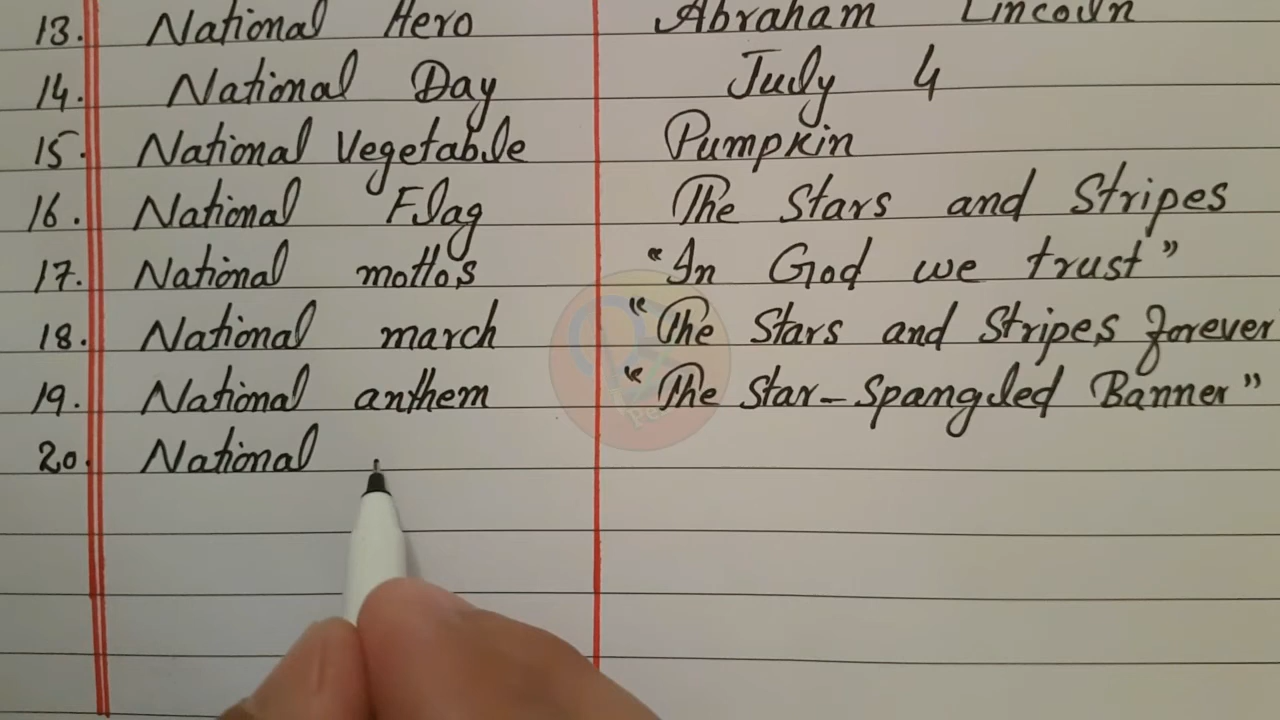 13. National Hero Abraham Lincoln
14. National Day July 4
15. National Vegetable Pumpkin
16. National Flag The Stars and Stripes
17. National mottos "In God we trust"
18. National march "The Stars and Stripes forever
19. National anthem "The Star-Spangled Banner"
20. National